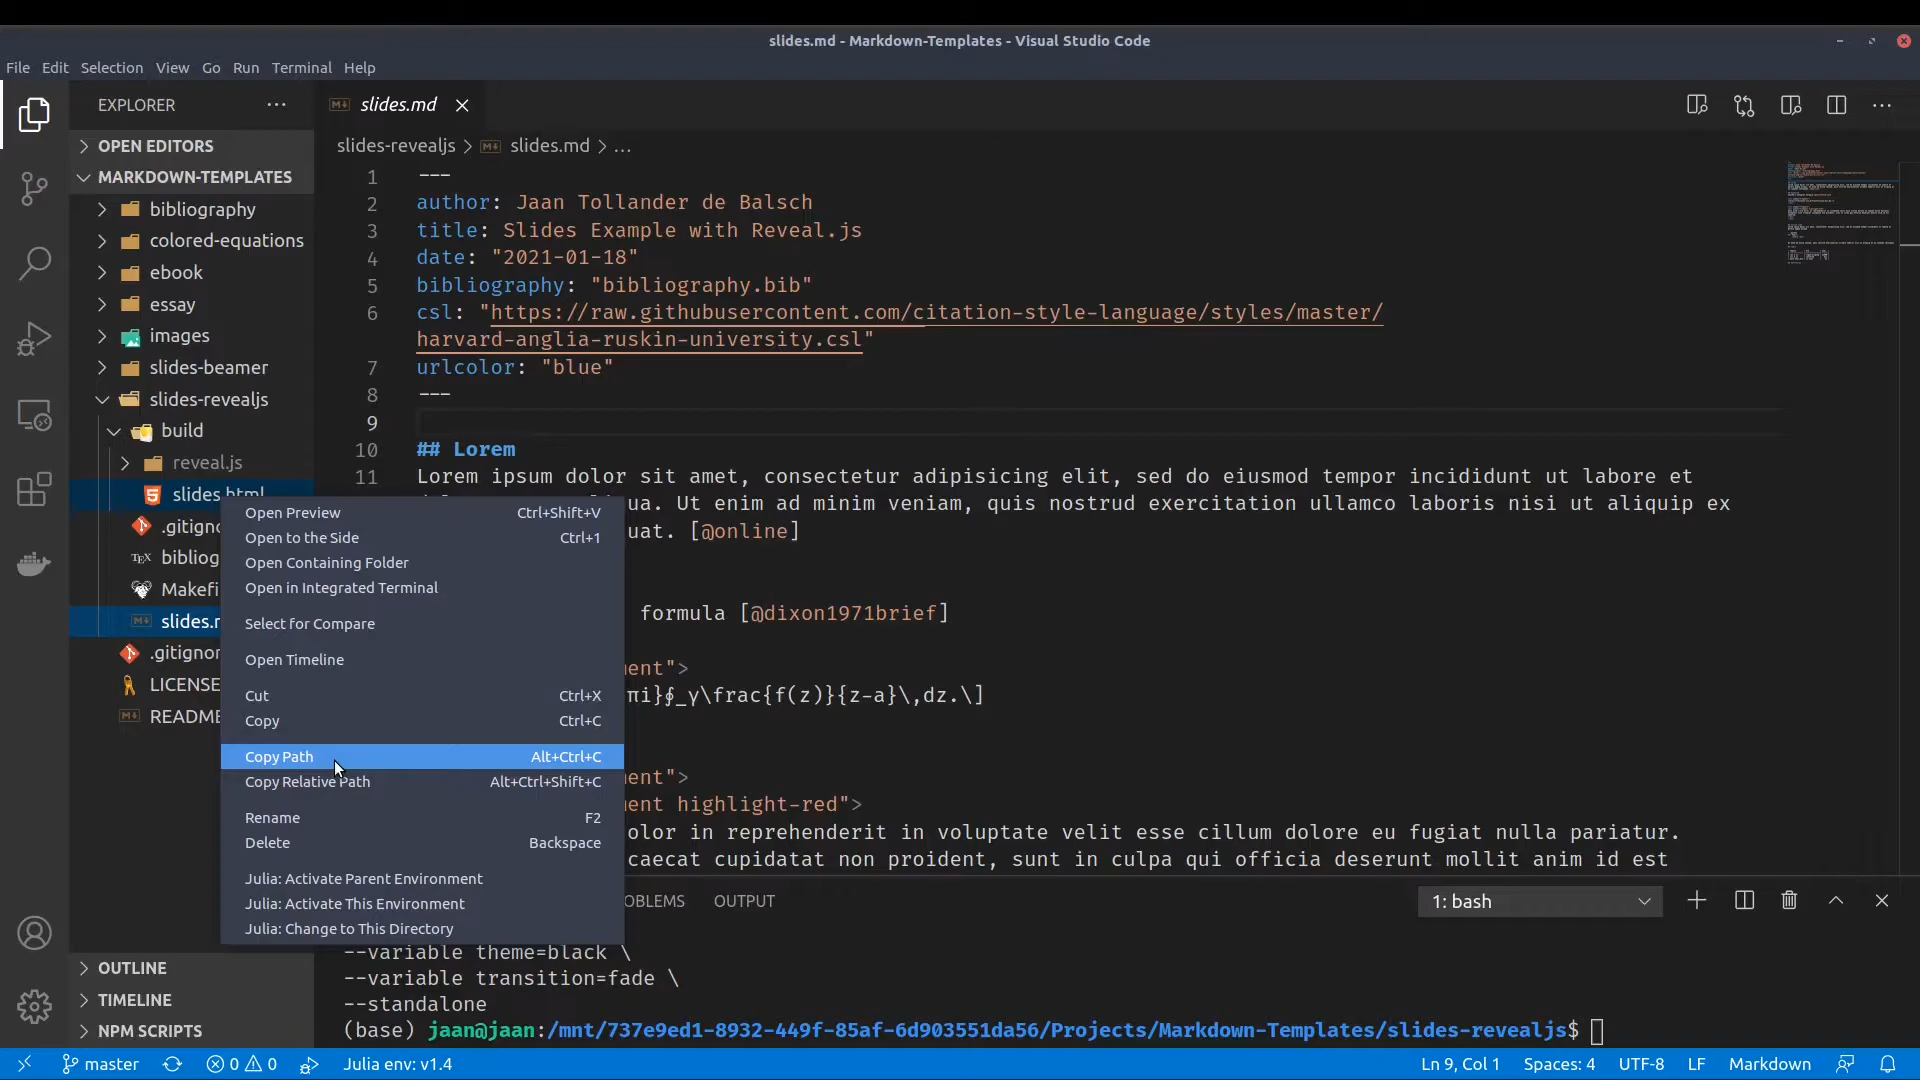 slides.md - Markdown-Templates - Visual Studio Code
File Edit Selection View Go Run Terminal Help
EXPLORER
OPEN EDITORS
MARKDOWN-TEMPLATES
bibliography
colored-equations
ebook
essay
images
slides-beamer
slides-revealjs
build
reveal.js
slides.html
.gitigno
bibliog
Makefi
slides.r
.gitignor
LICENSE
README
OUTLINE
TIMELINE
NPM SCRIPTS
slides.md
slides-revealjs > slides.md > ...
1 ---
2 author: Jaan Tollander de Balsch
3 title: Slides Example with Reveal.js
4 date: "2021-01-18"
5 bibliography: "bibliography.bib"
6 csl: "https://raw.githubusercontent.com/citation-style-language/styles/master/
harvard-anglia-ruskin-university.csl"
7 urlcolor: "blue"
8 ---
9
10 ## Lorem
11 Lorem ipsum dolor sit amet, consectetur adipisicing elit, sed do eiusmod tempor incididunt ut labore et
ua. Ut enim ad minim veniam, quis nostrud exercitation ullamco laboris nisi ut aliquip ex
uat. [@online]
formula [@dixon1971brief]
ent">
πi}∮_γ\frac{f(z)}{z-a}\,dz.\]
ent">
ent highlight-red">
olor in reprehenderit in voluptate velit esse cillum dolore eu fugiat nulla pariatur.
caecat cupidatat non proident, sunt in culpa qui officia deserunt mollit anim id est
Open Preview Ctrl+Shift+V
Open to the Side Ctrl+1
Open Containing Folder
Open in Integrated Terminal
Select for Compare
Open Timeline
Cut Ctrl+X
Copy Ctrl+C
Copy Path Alt+Ctrl+C
Copy Relative Path Alt+Ctrl+Shift+C
Rename F2
Delete Backspace
Julia: Activate Parent Environment
Julia: Activate This Environment
Julia: Change to This Directory
OBLEMS OUTPUT
1: bash
--variable theme=black \
--variable transition=fade \
--standalone
(base) jaan@jaan:/mnt/737e9ed1-8932-449f-85af-6d903551da56/Projects/Markdown-Templates/slides-revealjs$
master 0 0 Julia env: v1.4 Ln 9, Col 1 Spaces: 4 UTF-8 LF Markdown